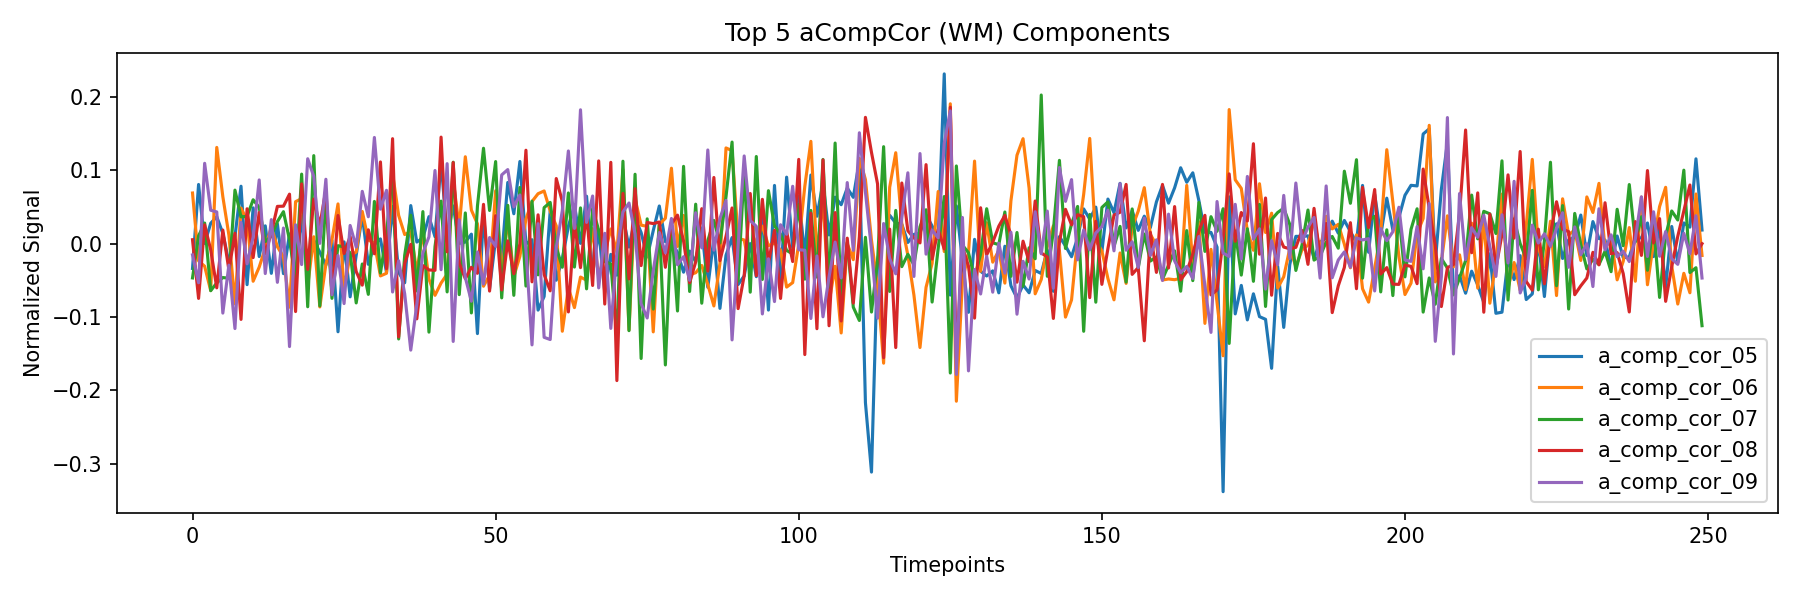 Top 5 aCompCor (WM) Components
Normalized Signal
0.2
0.1
0.0
−0.1
−0.2
−0.3
0
50
100
150
200
250
Timepoints
a_comp_cor_05
a_comp_cor_06
a_comp_cor_07
a_comp_cor_08
a_comp_cor_09